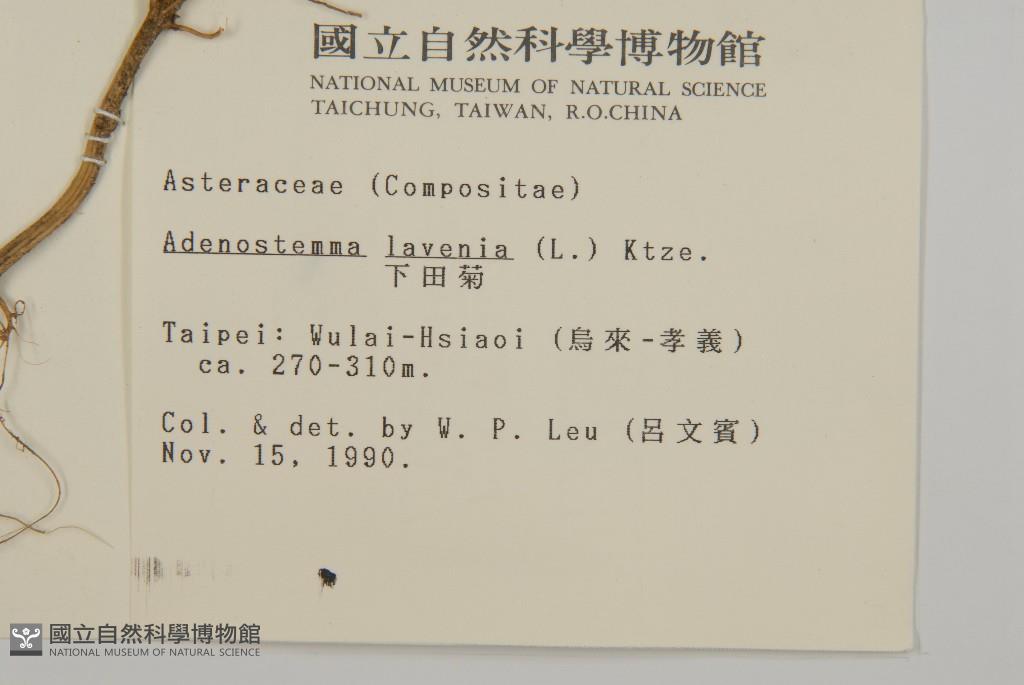 國立自然科學博物館
NATIONAL MUSEUM OF NATURAL SCIENCE
TAICHUNG, TAIWAN, R.O.CHINA
Asteraceae (Compositae)
Adenostemma lavenia (L.) Ktze.
下田菊
Taipei: Wulai-Hsiaoi (烏來-孝義)
ca. 270-310m.
Col. & det. by W. P. Leu (呂文賓)
Nov. 15, 1990.
國立自然科學博物館
NATIONAL MUSEUM OF NATURAL SCIENCE